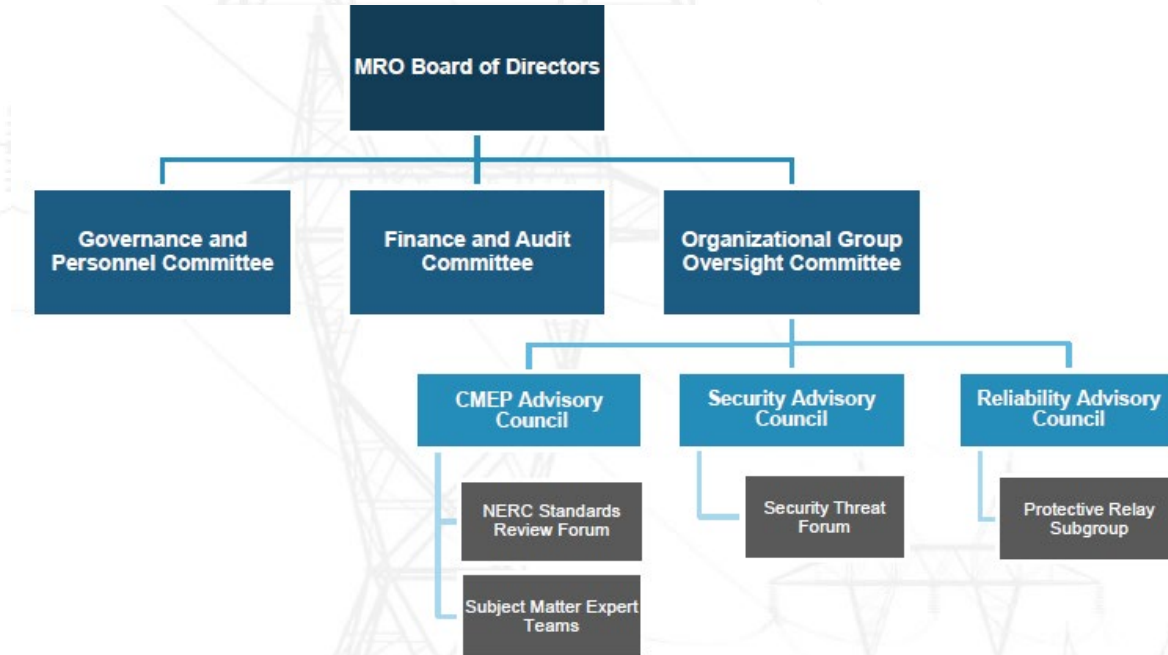 MRO Board of Directors
Governance and
Personnel Committee
Finance and Audit
Committee
Organizational Group
Oversight Committee
CMEP Advisory
Council
Security Advisory
Council
Reliability Advisory
Council
NERC Standards
Review Forum
Security Threat
Forum
Protective Relay
Subgroup
Subject Matter Expert
Teams